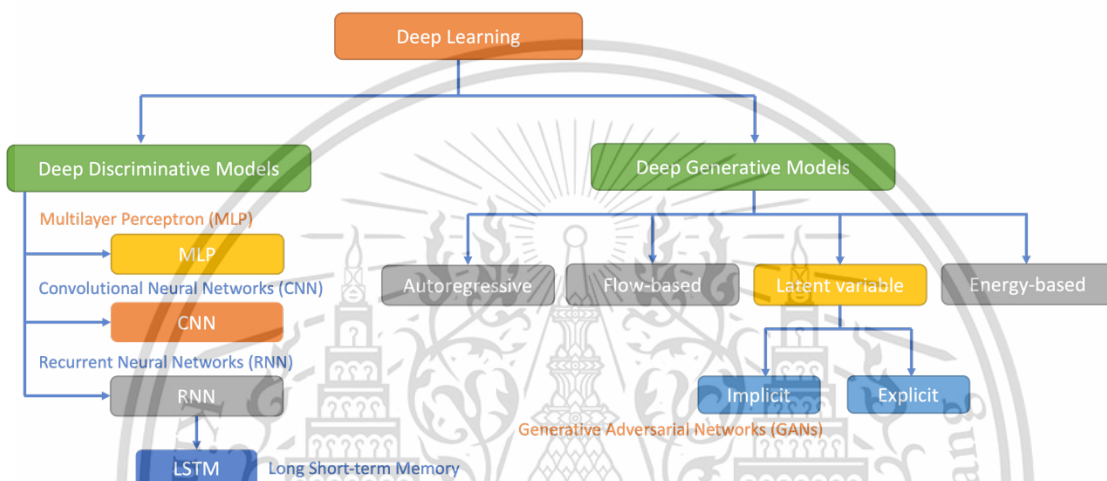 Deep Learning
Deep Discriminative Models
Deep Generative Models
Multilayer Perceptron (MLP)
MLP
Convolutional Neural Networks (CNN)
CNN
Recurrent Neural Networks (RNN)
RNN
LSTM
Long Short-term Memory
Autoregressive
Flow-based
Latent variable
Energy-based
Implicit
Explicit
Generative Adversarial Networks (GANs)